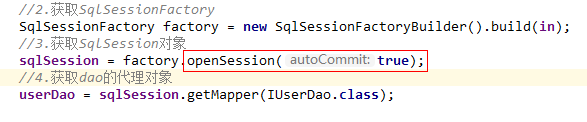 //2.获取SqlSessionFactory
SqlSessionFactory factory = new SqlSessionFactoryBuilder().build(in);
//3.获取SqlSession对象
sqlSession = factory.openSession( autoCommit: true);
//4.获取dao的代理对象
userDao = sqlSession.getMapper(IUserDao.class);